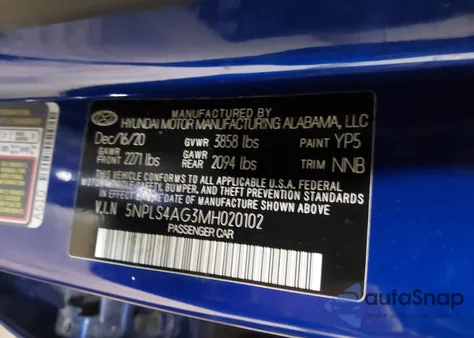 MANUFACTURED BY
HYUNDAI MOTOR MANUFACTURING ALABAMA, LLC
Dec/16/20 GVWR 3858 lbs PAINT YP5
GAWR FRONT 2271 lbs GAWR REAR 2094 lbs TRIM NNB
THIS VEHICLE CONFORMS TO ALL APPLICABLE U.S.A. FEDERAL
MOTOR VEHICLE SAFETY, BUMPER, AND THEFT
PREVENTION STANDARDS IN EFFECT ON THE DATE OF
MANUFACTURE SHOWN ABOVE.
V.I.N 5NPLS4AG3MH020102
PASSENGER CAR
autoSnap